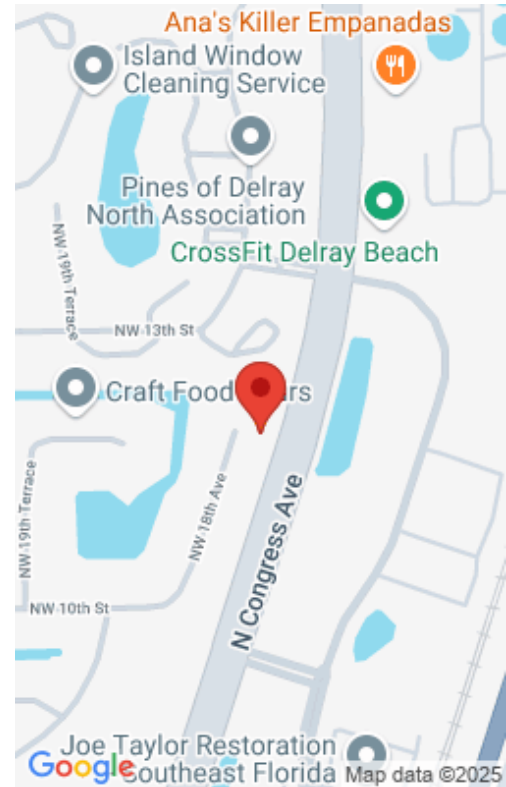 Ana's Killer Empanadas
Island Window
Cleaning Service
Pines of Delray
North Association
CrossFit Delray Beach
NW 19th Terrace
NW 13th St
Craft Food
rs
NW 19th Terrace
NW 18th Ave
N Congress Ave
NW 10th St
Joe Taylor Restoration
Southeast Florida
Google
Map data ©2025